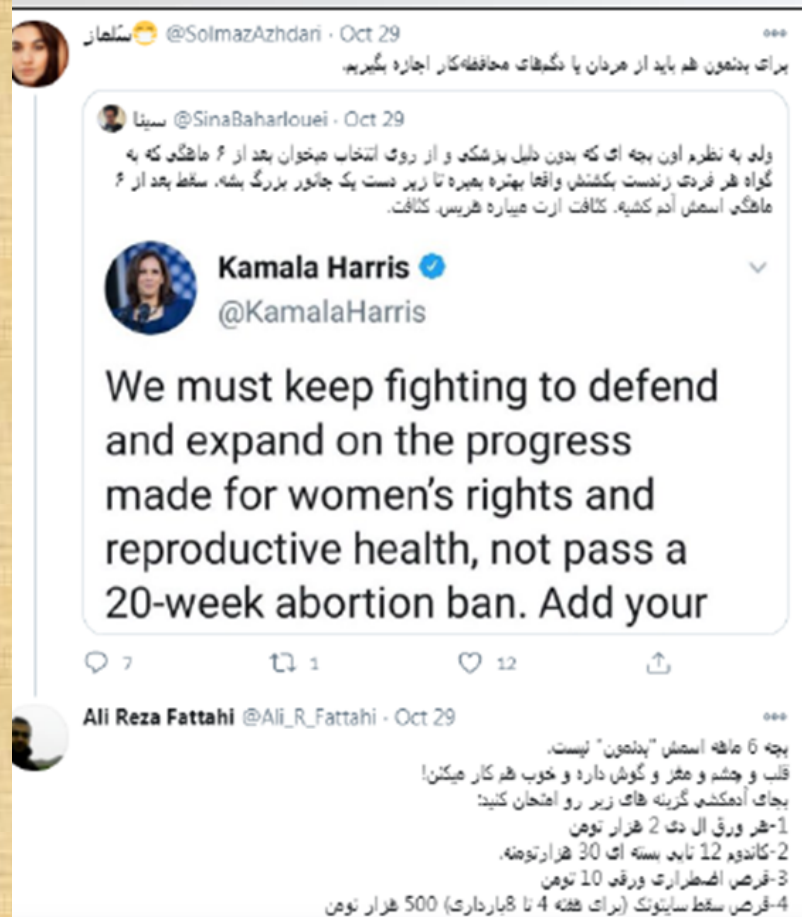 سُلماز @SolmazAzhdari · Oct 29
برای بدنمون هم باید از مردان یا دگم‌های محافظه‌کار اجازه بگیریم.
سینا @SinaBaharlouei · Oct 29
ولی به نظرم اون بچه ای که بدون دلیل پزشکی و از روی انتخاب میخوان بعد از ۶ ماهگی که به
گواه هر فردی زندست بکشنش واقعا بهتره بمیره تا زیر دست یک جانور بزرگ بشه. سقط بعد از ۶
ماهگی اسمش آدم کشیه. کثافت ازت میباره هریس. کثافت.
Kamala Harris
@KamalaHarris
We must keep fighting to defend
and expand on the progress
made for women's rights and
reproductive health, not pass a
20-week abortion ban. Add your
7 1 12
Ali Reza Fattahi @Ali_R_Fattahi · Oct 29
بچه 6 ماهه اسمش "بدنمون" نیست.
قلب و چشم و مغز و گوش داره و خوب هم کار میکنن!
بجای آدمکشی گزینه های زیر رو امتحان کنید:
1-هر ورق ال دی 2 هزار تومن
2-کاندوم 12 تایی بسته ای 30 هزارتومنه.
3-قرص اضطراری ورقی 10 تومن
4-قرص سقط سایتوتک (برای هفته 4 تا 8بارداری) 500 هزار تومن